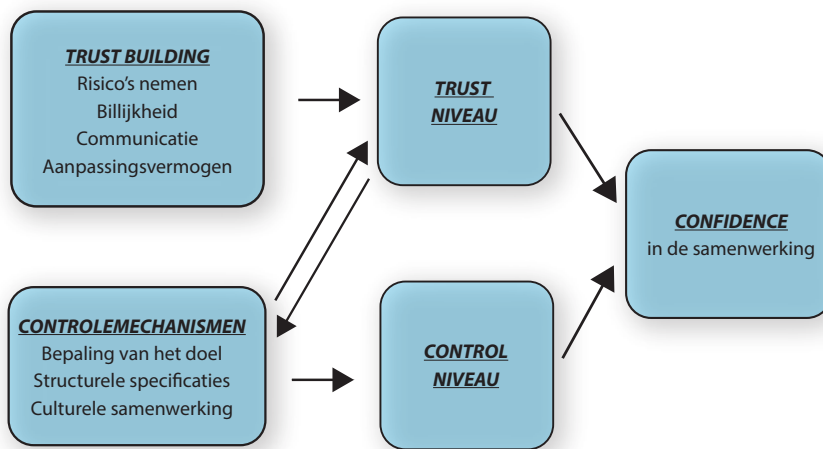 TRUST BUILDING
Risico's nemen
Billijkheid
Communicatie
Aanpassingsvermogen
TRUST
NIVEAU
CONFIDENCE
in de samenwerking
CONTROLEMECHANISMEN
Bepaling van het doel
Structurele specificaties
Culturele samenwerking
CONTROL
NIVEAU